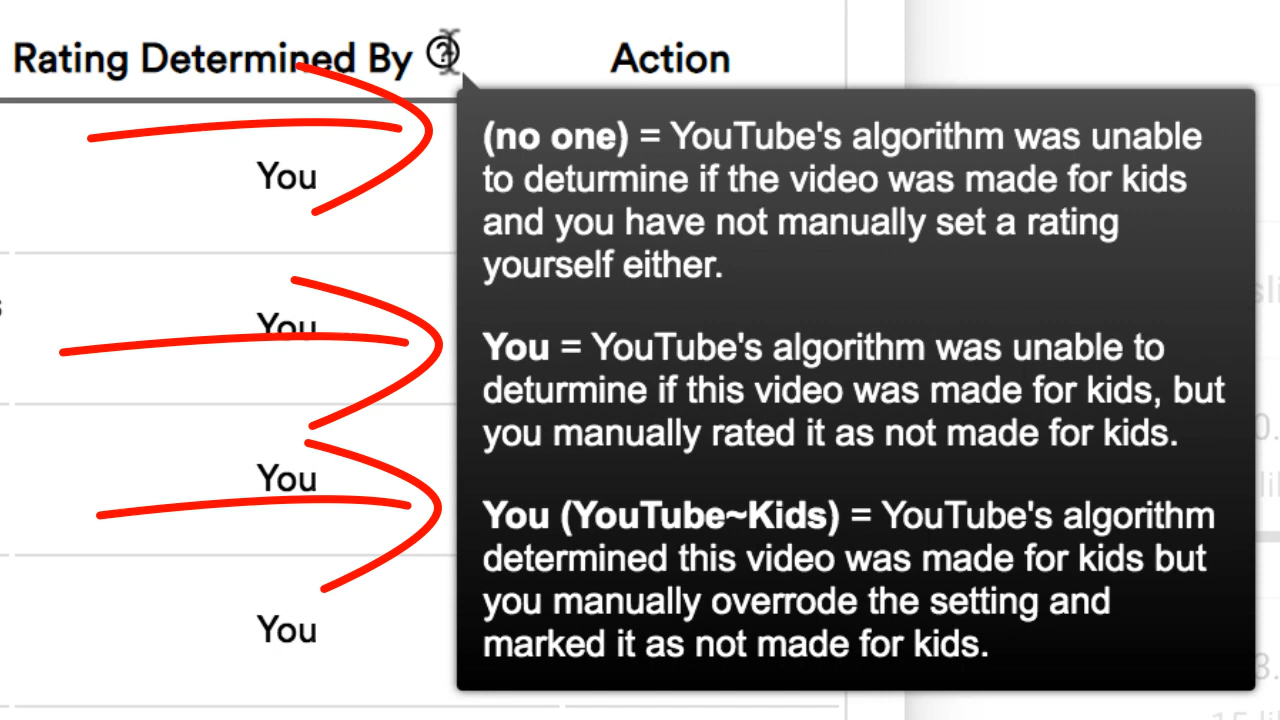 Rating Determined By
Action
You
You
You
You
(no one) = YouTube's algorithm was unable
to deturmine if the video was made for kids
and you have not manually set a rating
yourself either.
You = YouTube's algorithm was unable to
deturmine if this video was made for kids, but
you manually rated it as not made for kids.
You (YouTube~Kids) = YouTube's algorithm
determined this video was made for kids but
you manually overrode the setting and
marked it as not made for kids.